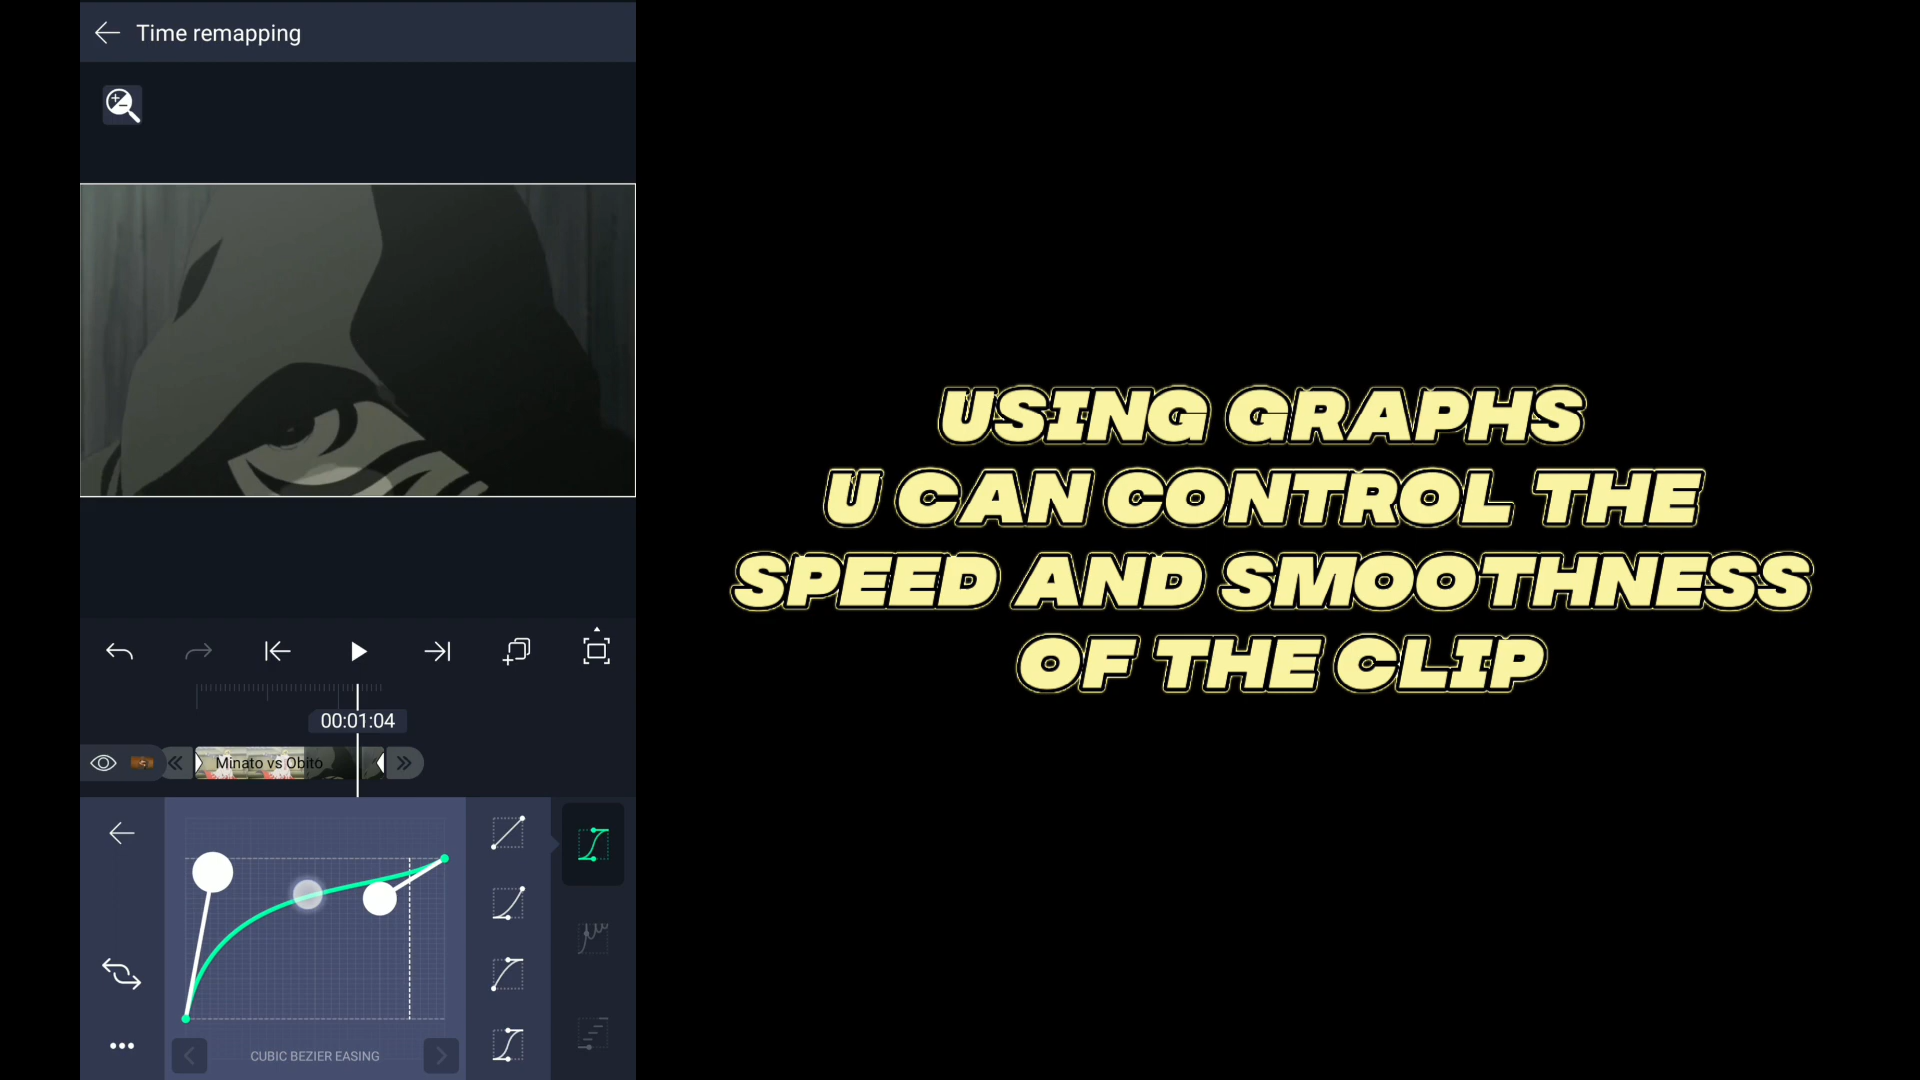 Time remapping
USING GRAPHS
U CAN CONTROL THE
SPEED AND SMOOTHNESS
OF THE CLIP
00:01:04
Minato vs Obito
CUBIC BEZIER EASING